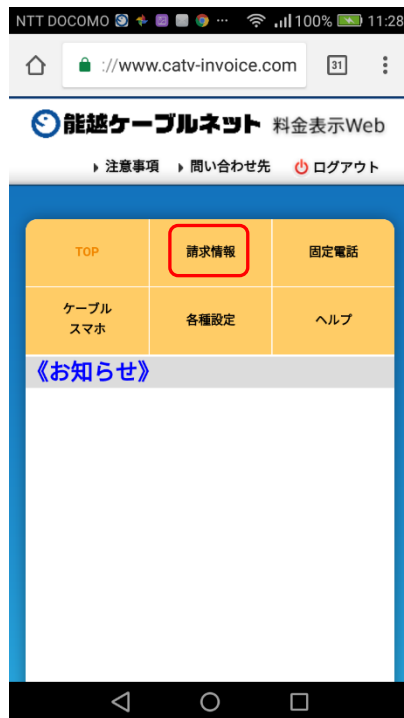 NTT DOCOMO 100% 11:28
://www.catv-invoice.com 31
能越ケーブルネット 料金表示Web
注意事項 問い合わせ先 ログアウト
TOP 請求情報 固定電話
ケーブル
スマホ 各種設定 ヘルプ
《お知らせ》